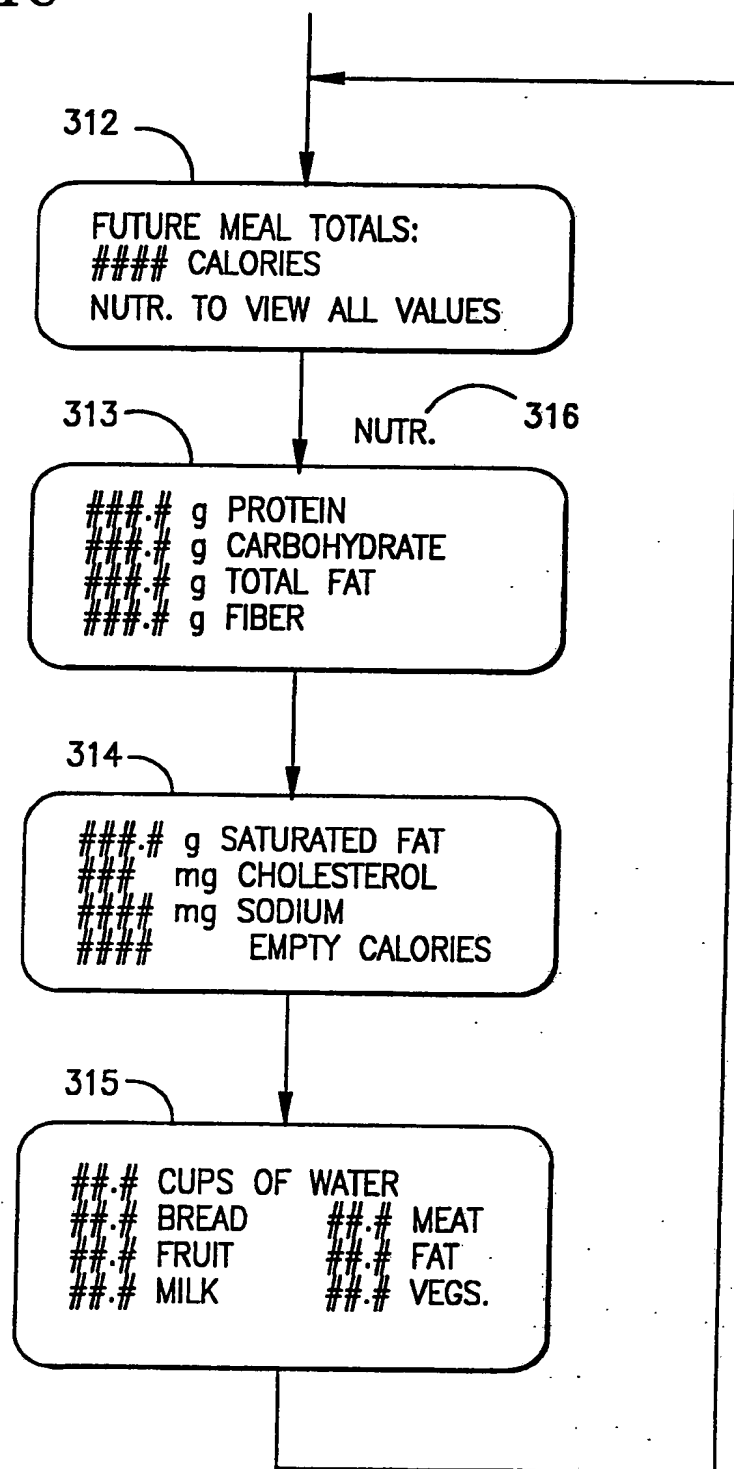 312
FUTURE MEAL TOTALS:
#### CALORIES
NUTR. TO VIEW ALL VALUES
313
NUTR.
316
###.# g PROTEIN
###.# g CARBOHYDRATE
###.# g TOTAL FAT
###.# g FIBER
314
###.# g SATURATED FAT
### mg CHOLESTEROL
#### mg SODIUM
#### EMPTY CALORIES
315
##.# CUPS OF WATER
##.# BREAD ##.# MEAT
##.# FRUIT ##.# FAT
##.# MILK ##.# VEGS.